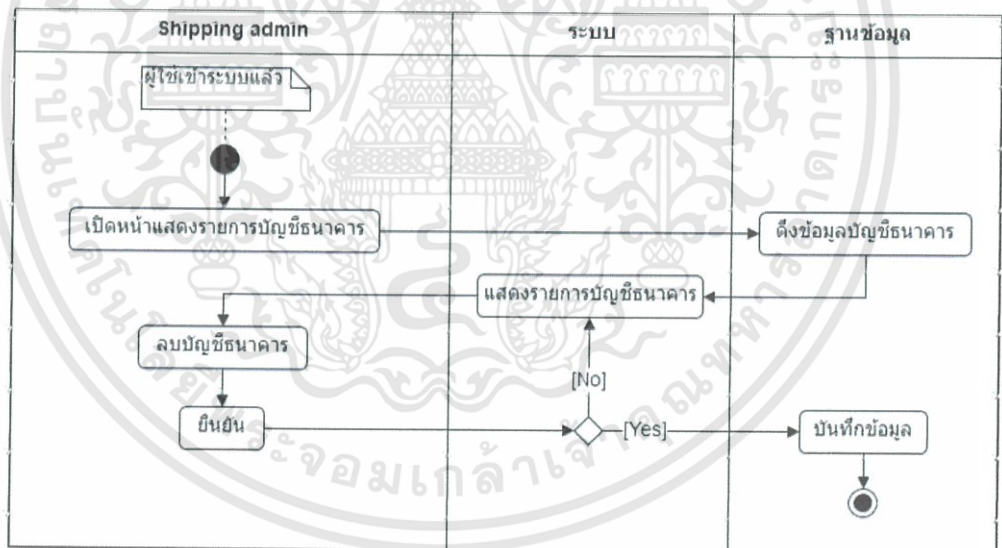 Shipping admin
ระบบ
ฐานข้อมูล
ผู้ใช้เข้าระบบแล้ว
เปิดหน้าแสดงรายการบัญชีธนาคาร
ดึงข้อมูลบัญชีธนาคาร
แสดงรายการบัญชีธนาคาร
ลบบัญชีธนาคาร
[No]
ยืนยัน
[Yes]
บันทึกข้อมูล